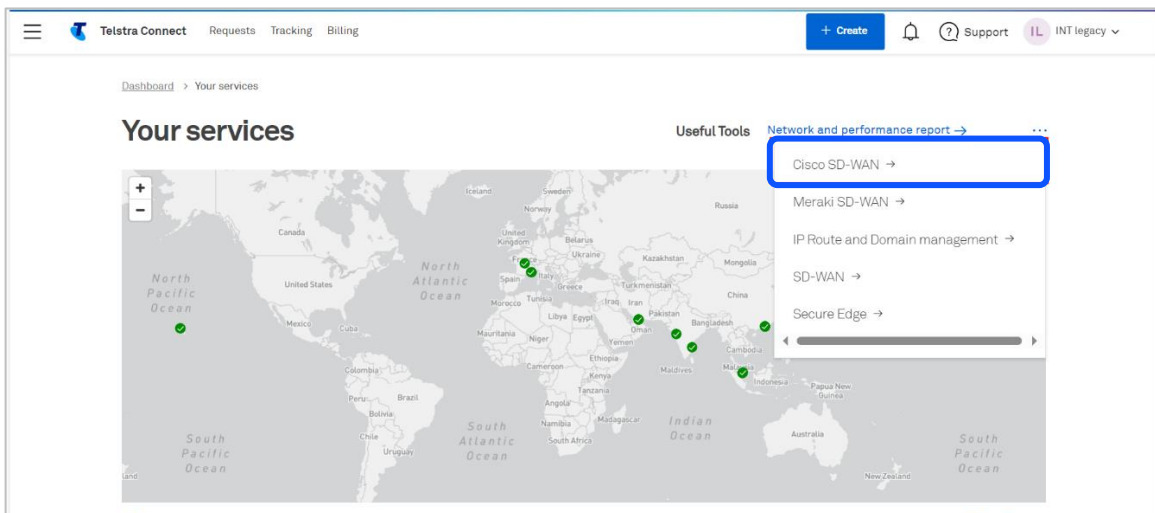 Telstra Connect Requests Tracking Billing + Create ? Support IL INT legacy
Dashboard > Your services
Your services
Useful Tools Network and performance report → ...
Cisco SD-WAN →
Meraki SD-WAN →
IP Route and Domain management →
SD-WAN →
Secure Edge →
+
−
Iceland
Sweden
Norway
Russia
Canada
United Kingdom
Belarus
Ukraine
Kazakhstan
Mongolia
North Pacific Ocean
United States
North Atlantic Ocean
Spain
Italy
Greece
Turkmenistan
China
Morocco
Tunisia
Iraq
Iran
Libya
Egypt
Pakistan
Bangladesh
Oman
Mexico
Cuba
Mauritania
Niger
Yemen
Cambodia
Ethiopia
Colombia
Cameroon
Kenya
Maldives
Indonesia
Papua New Guinea
Tanzania
Peru
Brazil
Angola
Bolivia
Namibia
Madagascar
Indian Ocean
South Pacific Ocean
Chile
Uruguay
South Atlantic Ocean
South Africa
Australia
South Pacific Ocean
New Zealand